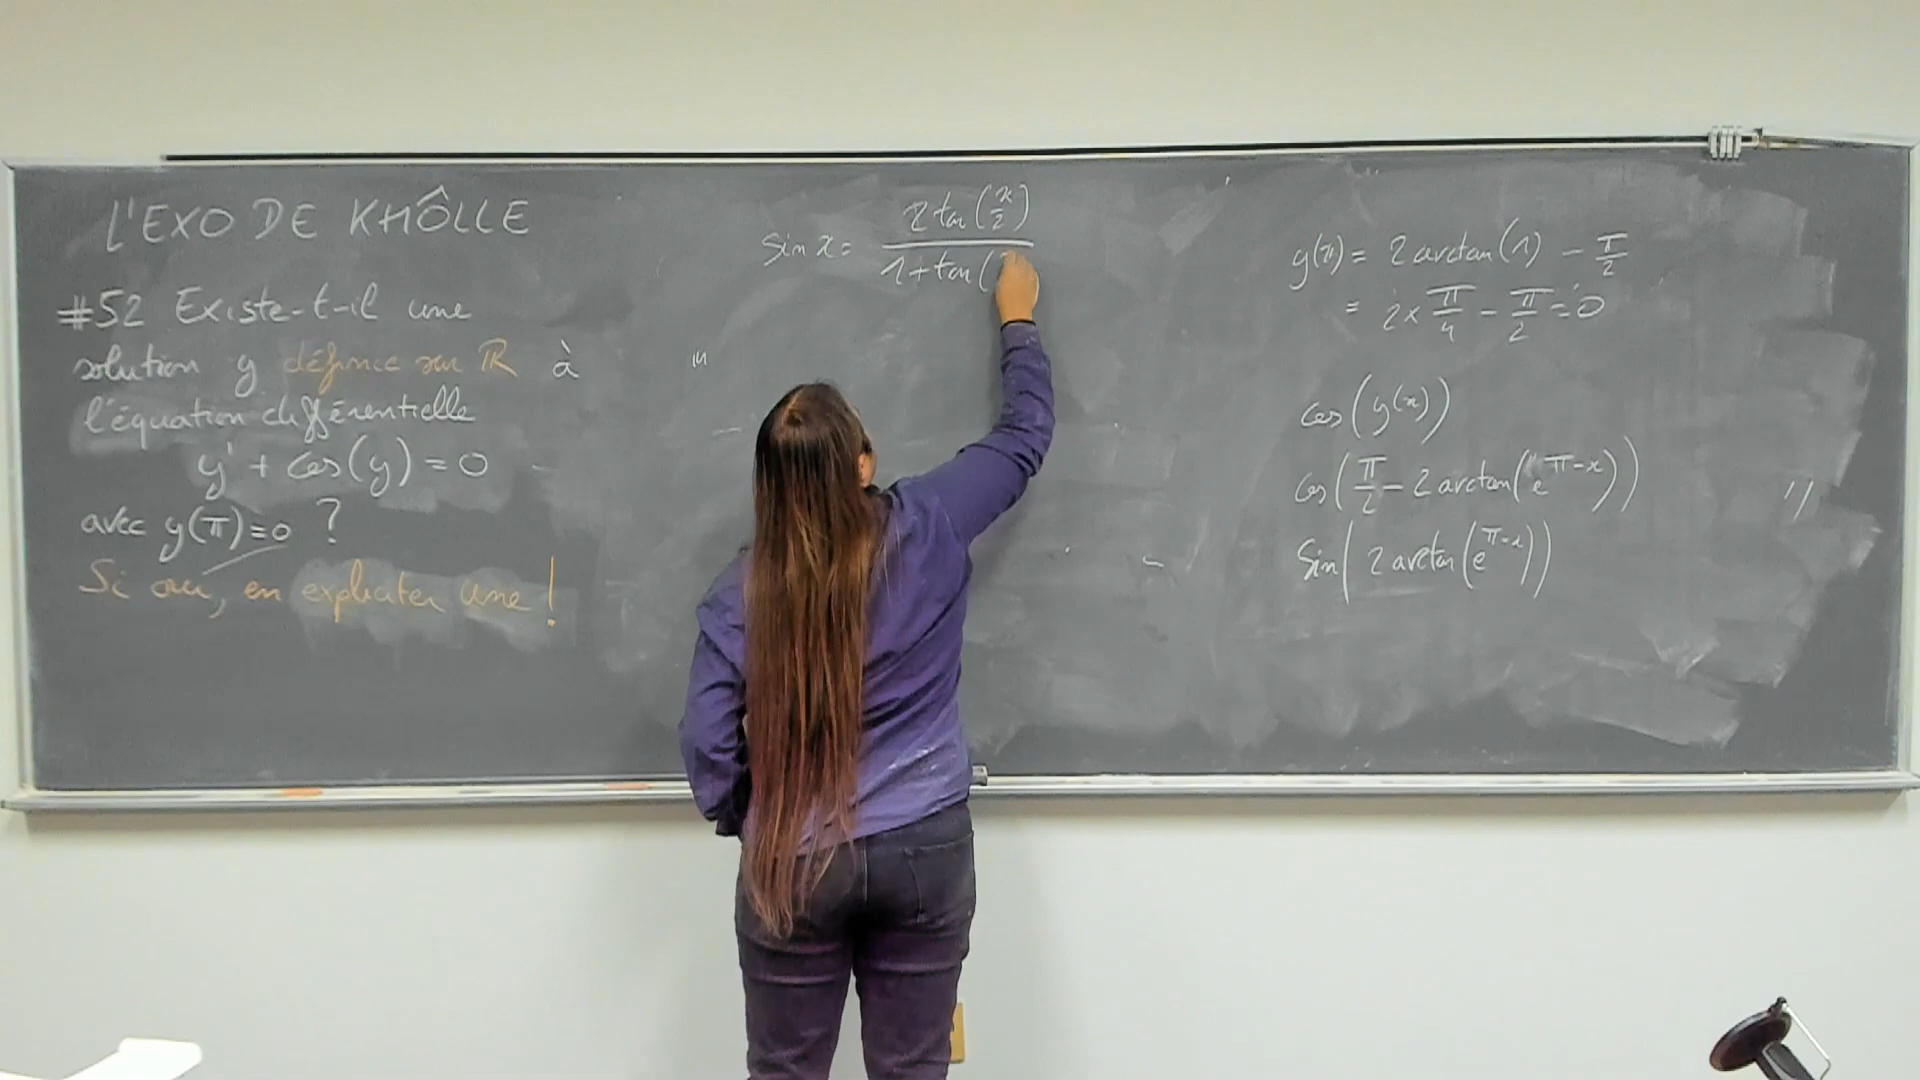 L'EXO DE KHÔLLE
#52 Existe-t-il une
solution y définie sur ℝ à
l'équation différentielle
y' + cos(y) = 0
avec y(π)=0 ?
Si oui, en expliciter une !
sin x = 2 tan(x/2) / 1 + tan(
y(π) = 2 arctan(1) - π/2
= 2 × π/4 - π/2 = 0
cos(y(x))
cos(π/2 - 2 arctan(e^π-x))
sin(2 arctan(e^π-x))